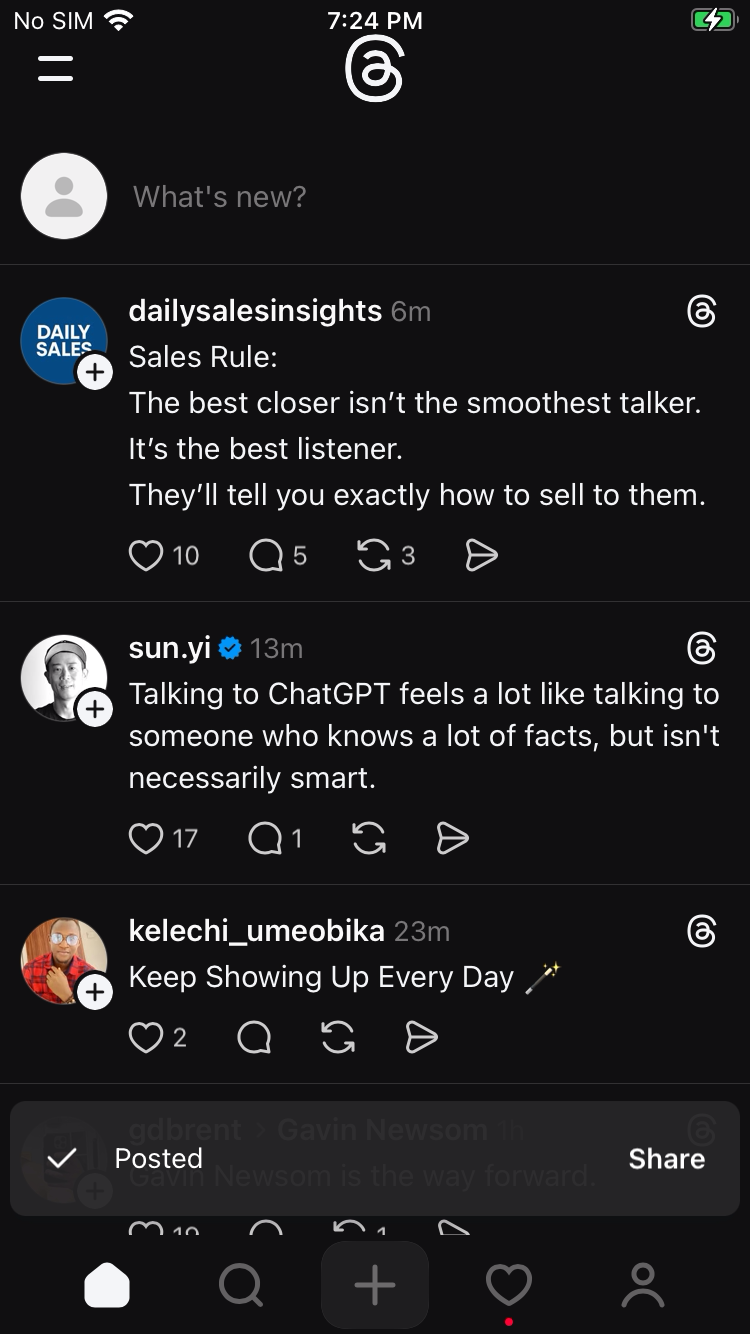 No SIM 7:24 PM
What's new?
DAILY
SALES
dailysalesinsights 6m
Sales Rule:
The best closer isn’t the smoothest talker.
It’s the best listener.
They’ll tell you exactly how to sell to them.
10 5 3
sun.yi 13m
Talking to ChatGPT feels a lot like talking to
someone who knows a lot of facts, but isn't
necessarily smart.
17 1
kelechi_umeobika 23m
Keep Showing Up Every Day
2
gdbrent > Gavin Newsom 1h
Posted Share
Gavin Newsom is the way forward.
19 1